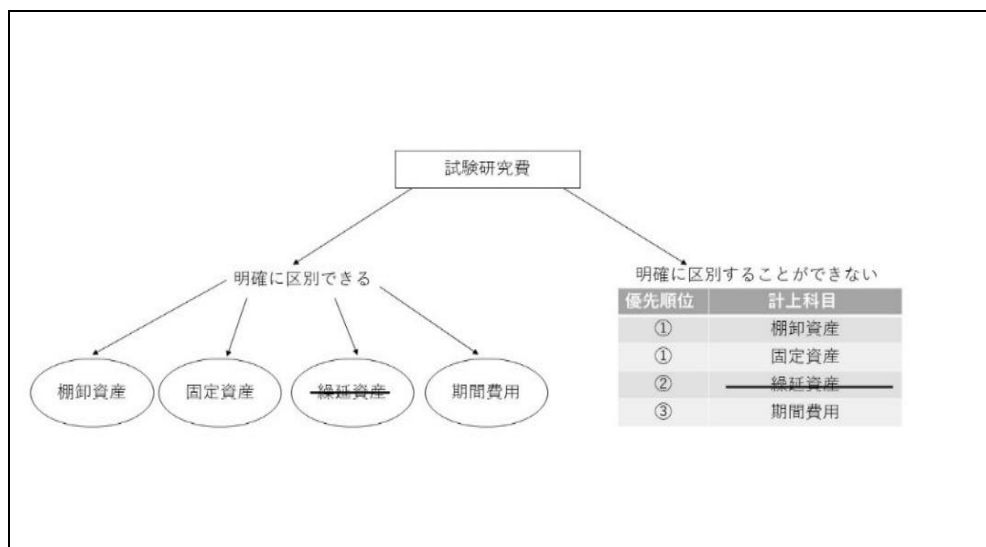 試験研究費
明確に区別できる
棚卸資産
固定資産
繰延資産
期間費用
明確に区別することができない
優先順位 計上科目
① 棚卸資産
① 固定資産
② 繰延資産
③ 期間費用